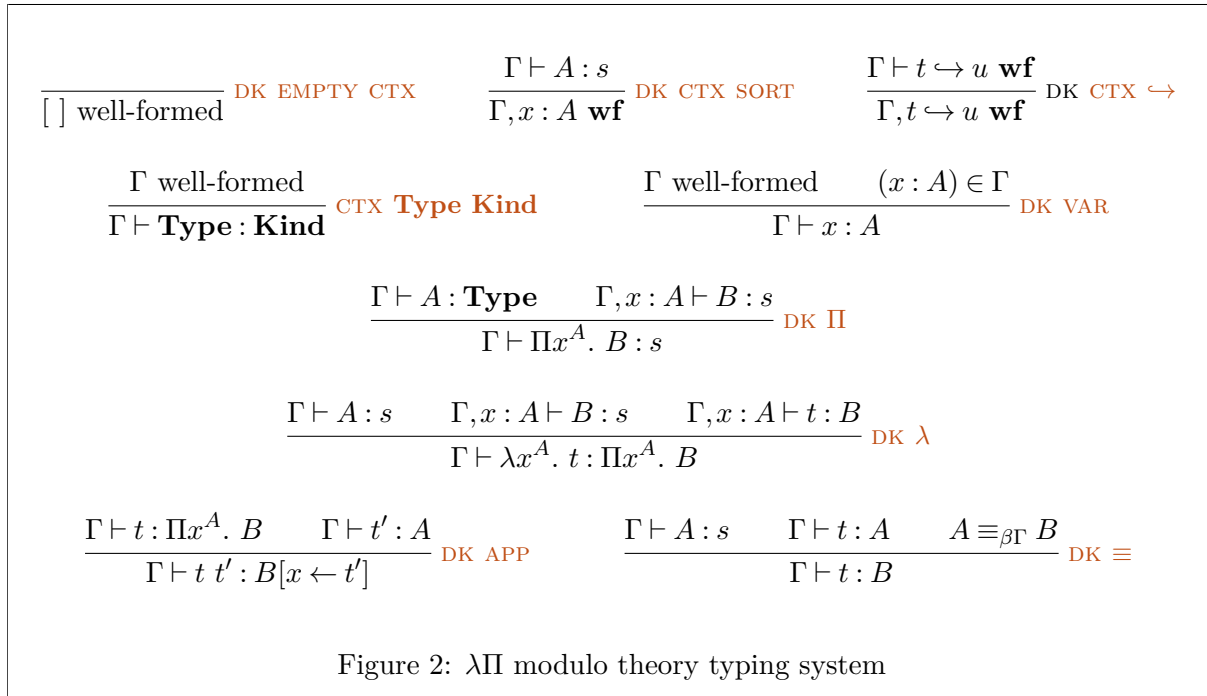 Γ ⊢ A : s Γ ⊢ t ↪ u wf
[ ] well-formed DK EMPTY CTX Γ, x : A wf DK CTX SORT Γ, t ↪ u wf DK CTX ↪
Γ well-formed Γ well-formed (x : A) ∈ Γ
Γ ⊢ Type : Kind CTX Type Kind Γ ⊢ x : A DK VAR
Γ ⊢ A : Type Γ, x : A ⊢ B : s
Γ ⊢ Πx^A. B : s DK Π
Γ ⊢ A : s Γ, x : A ⊢ B : s Γ, x : A ⊢ t : B
Γ ⊢ λx^A. t : Πx^A. B DK λ
Γ ⊢ t : Πx^A. B Γ ⊢ t′ : A Γ ⊢ A : s Γ ⊢ t : A A ≡_βΓ B
Γ ⊢ t t′ : B[x ← t′] DK APP Γ ⊢ t : B DK ≡
Figure 2: λΠ modulo theory typing system